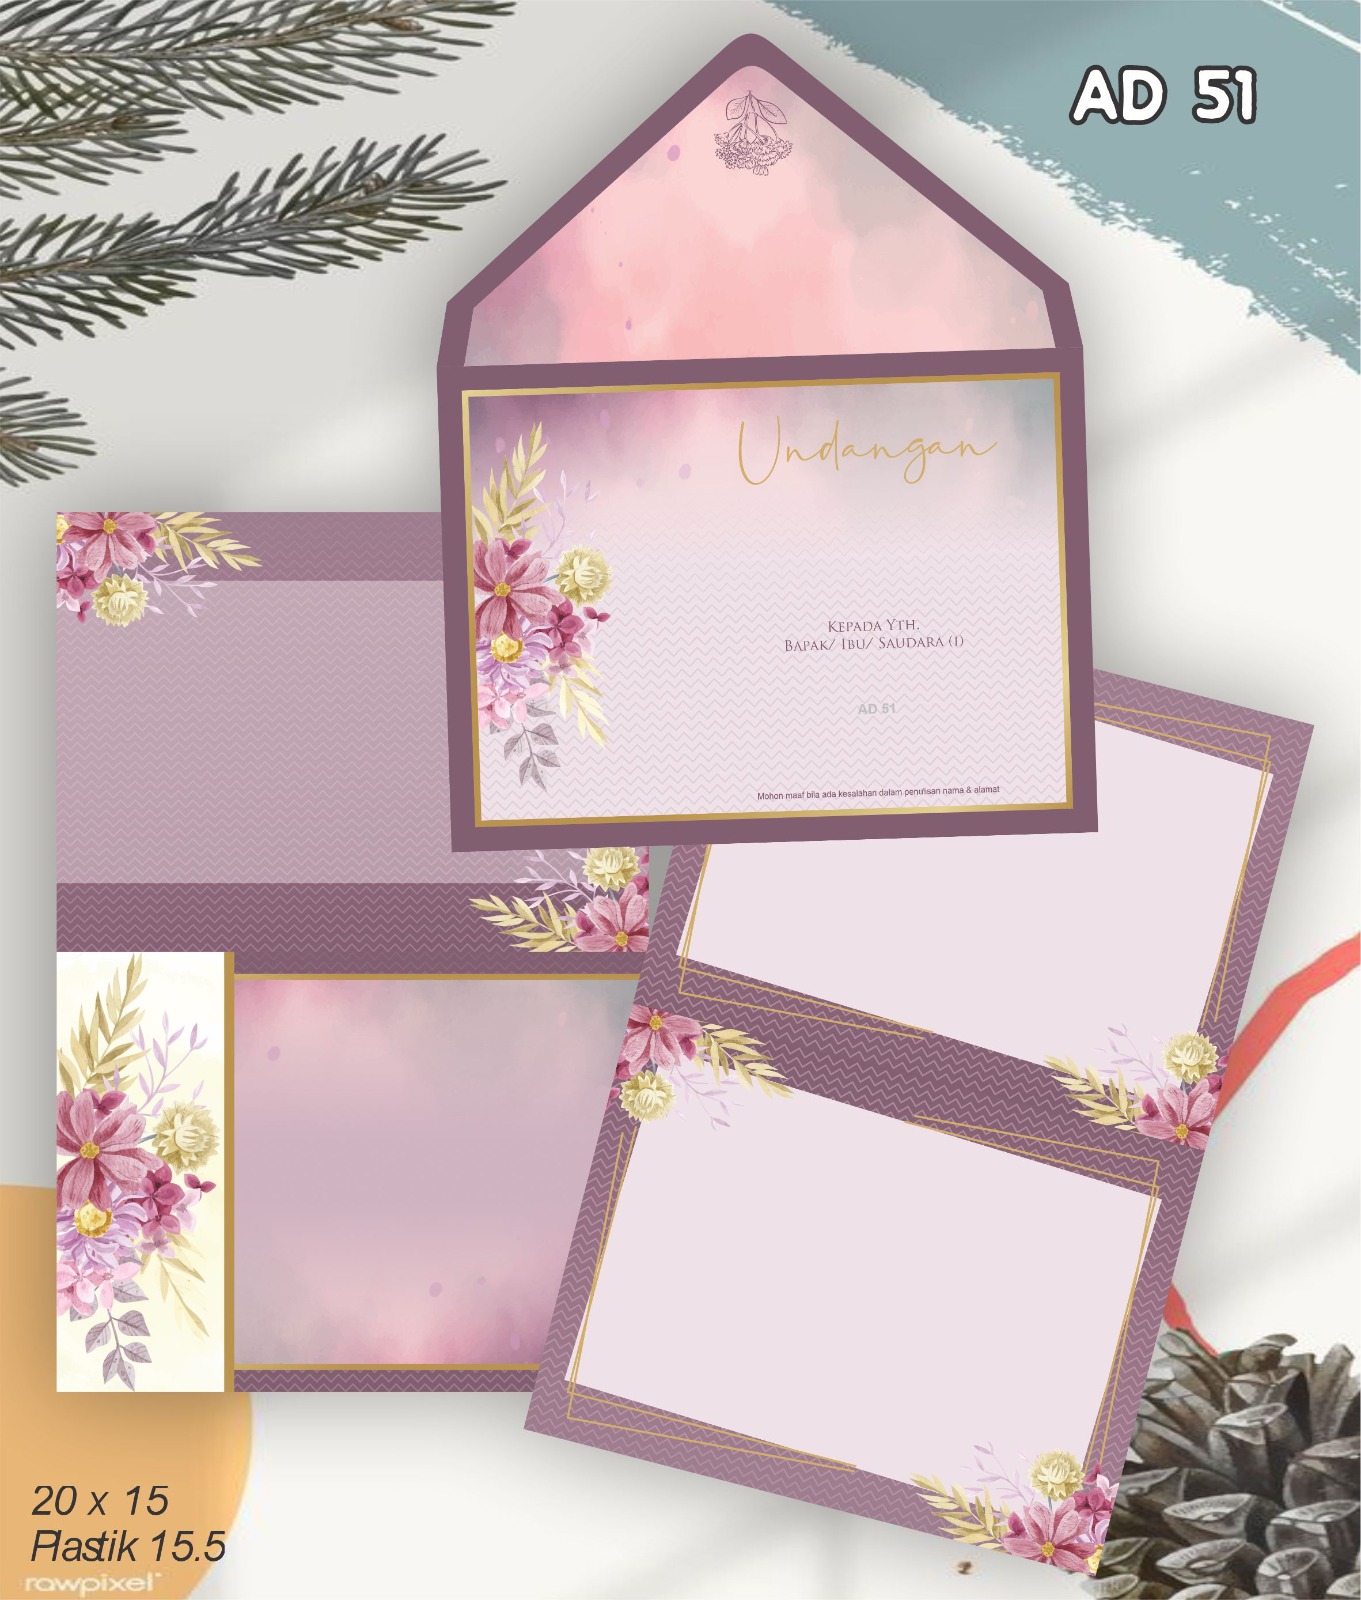 AD 51
Undangan
Kepada Yth.
Bapak/ Ibu/ Saudara (i)
AD 51
Mohon maaf bila ada kesalahan dalam penulisan nama & alamat
20 x 15
Plastik 15.5
rawpixel